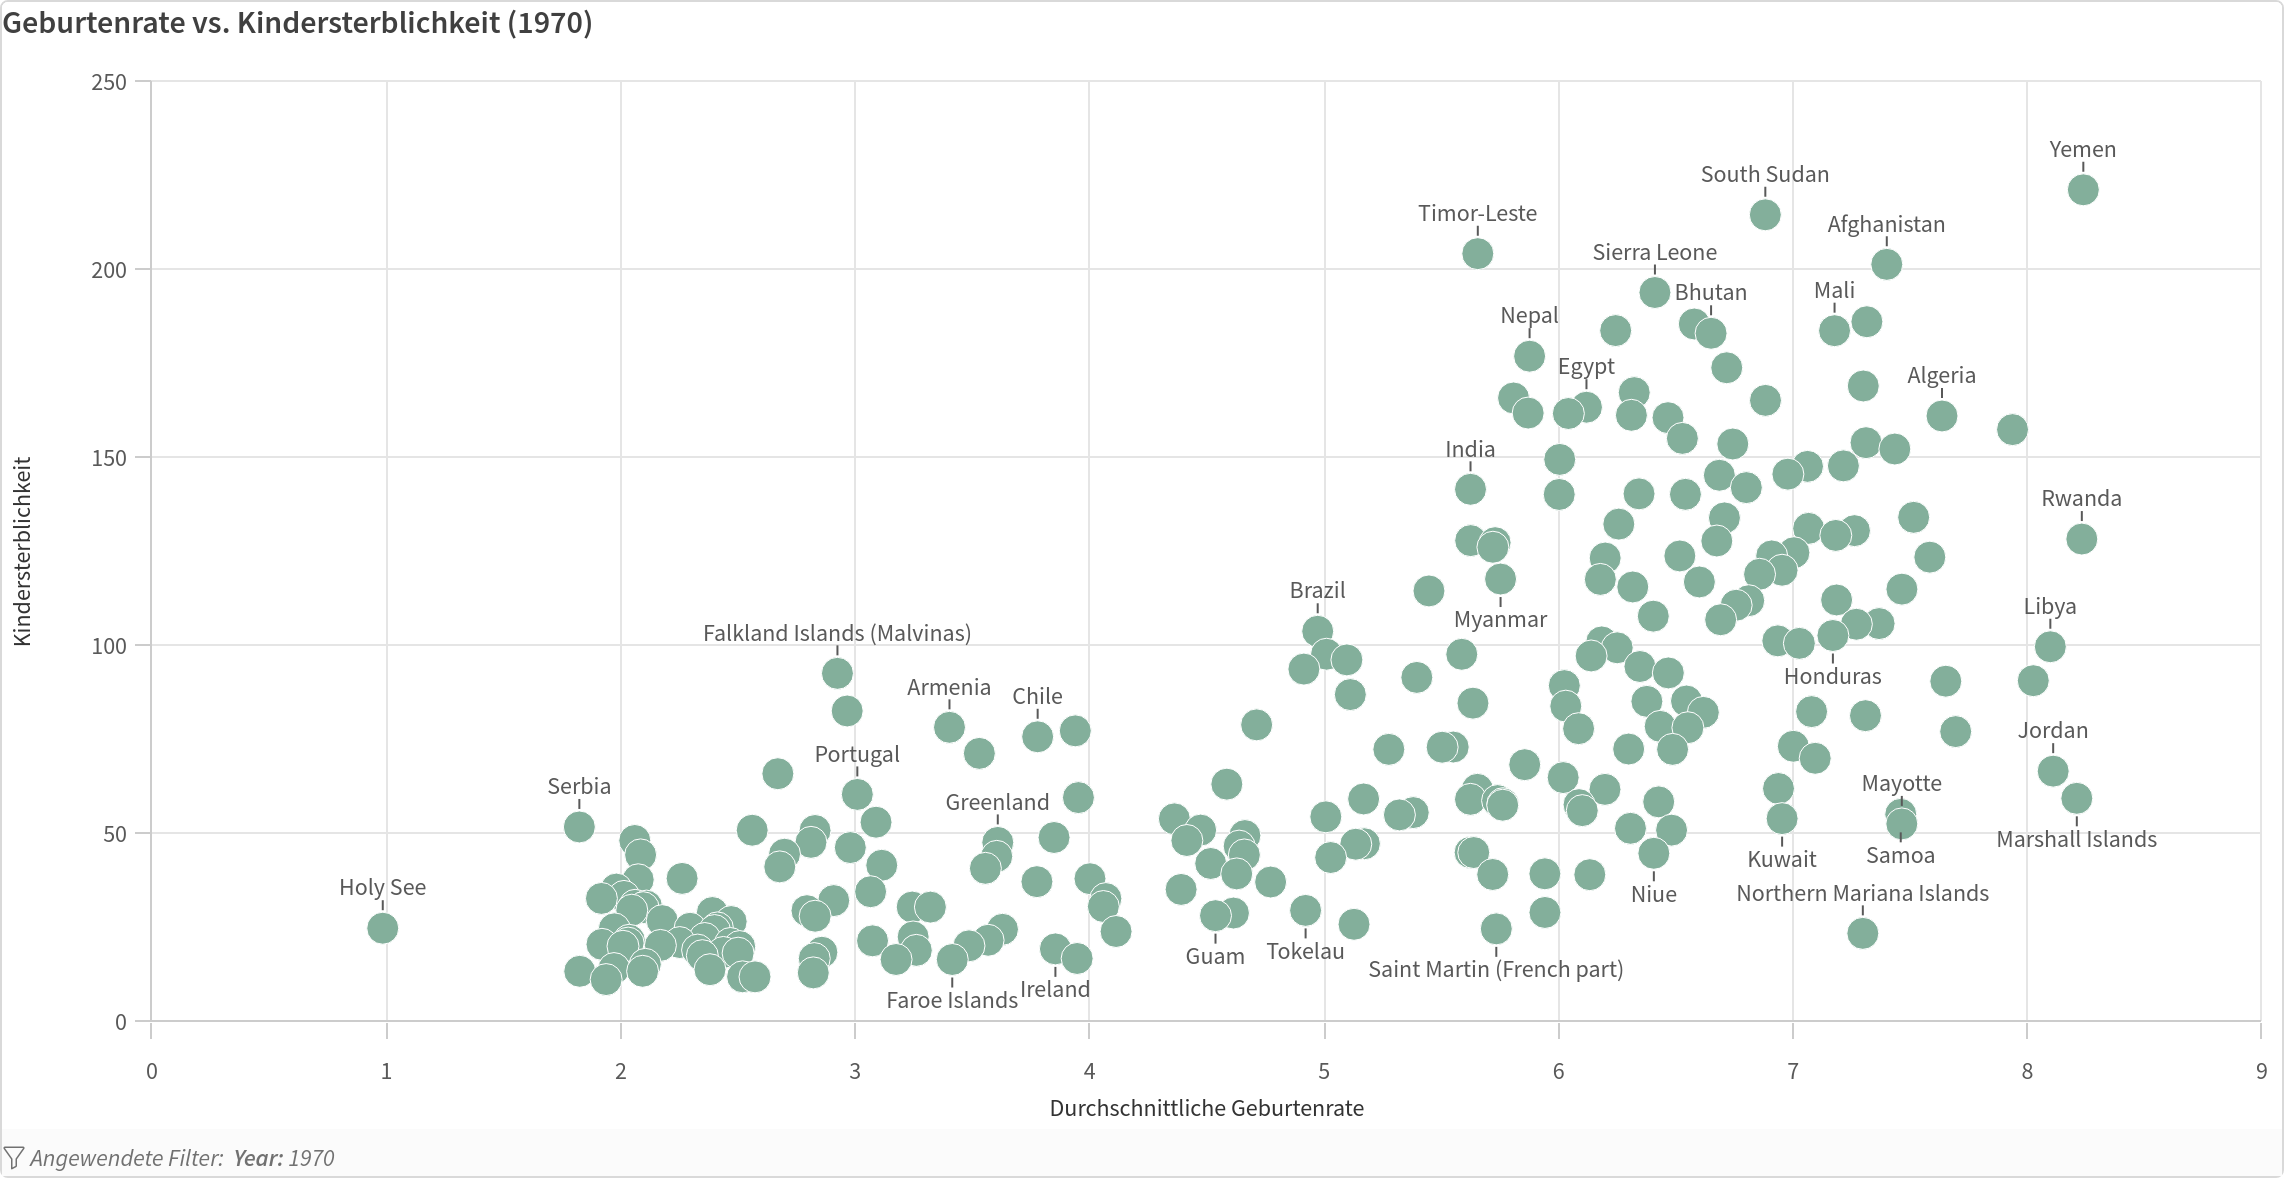 Geburtenrate vs. Kindersterblichkeit (1970)
250
Yemen
South Sudan
Timor-Leste
Afghanistan
Sierra Leone
200
Bhutan
Mali
Nepal
Egypt
Algeria
India
150
Rwanda
Kindersterblichkeit
Brazil
Myanmar
Libya
Falkland Islands (Malvinas)
100
Honduras
Armenia
Chile
Jordan
Portugal
Serbia
Mayotte
Greenland
50
Marshall Islands
Samoa
Kuwait
Holy See
Niue
Northern Mariana Islands
Tokelau
Guam
Saint Martin (French part)
Ireland
Faroe Islands
0
0 1 2 3 4 5 6 7 8 9
Durchschnittliche Geburtenrate
Angewendete Filter: Year: 1970